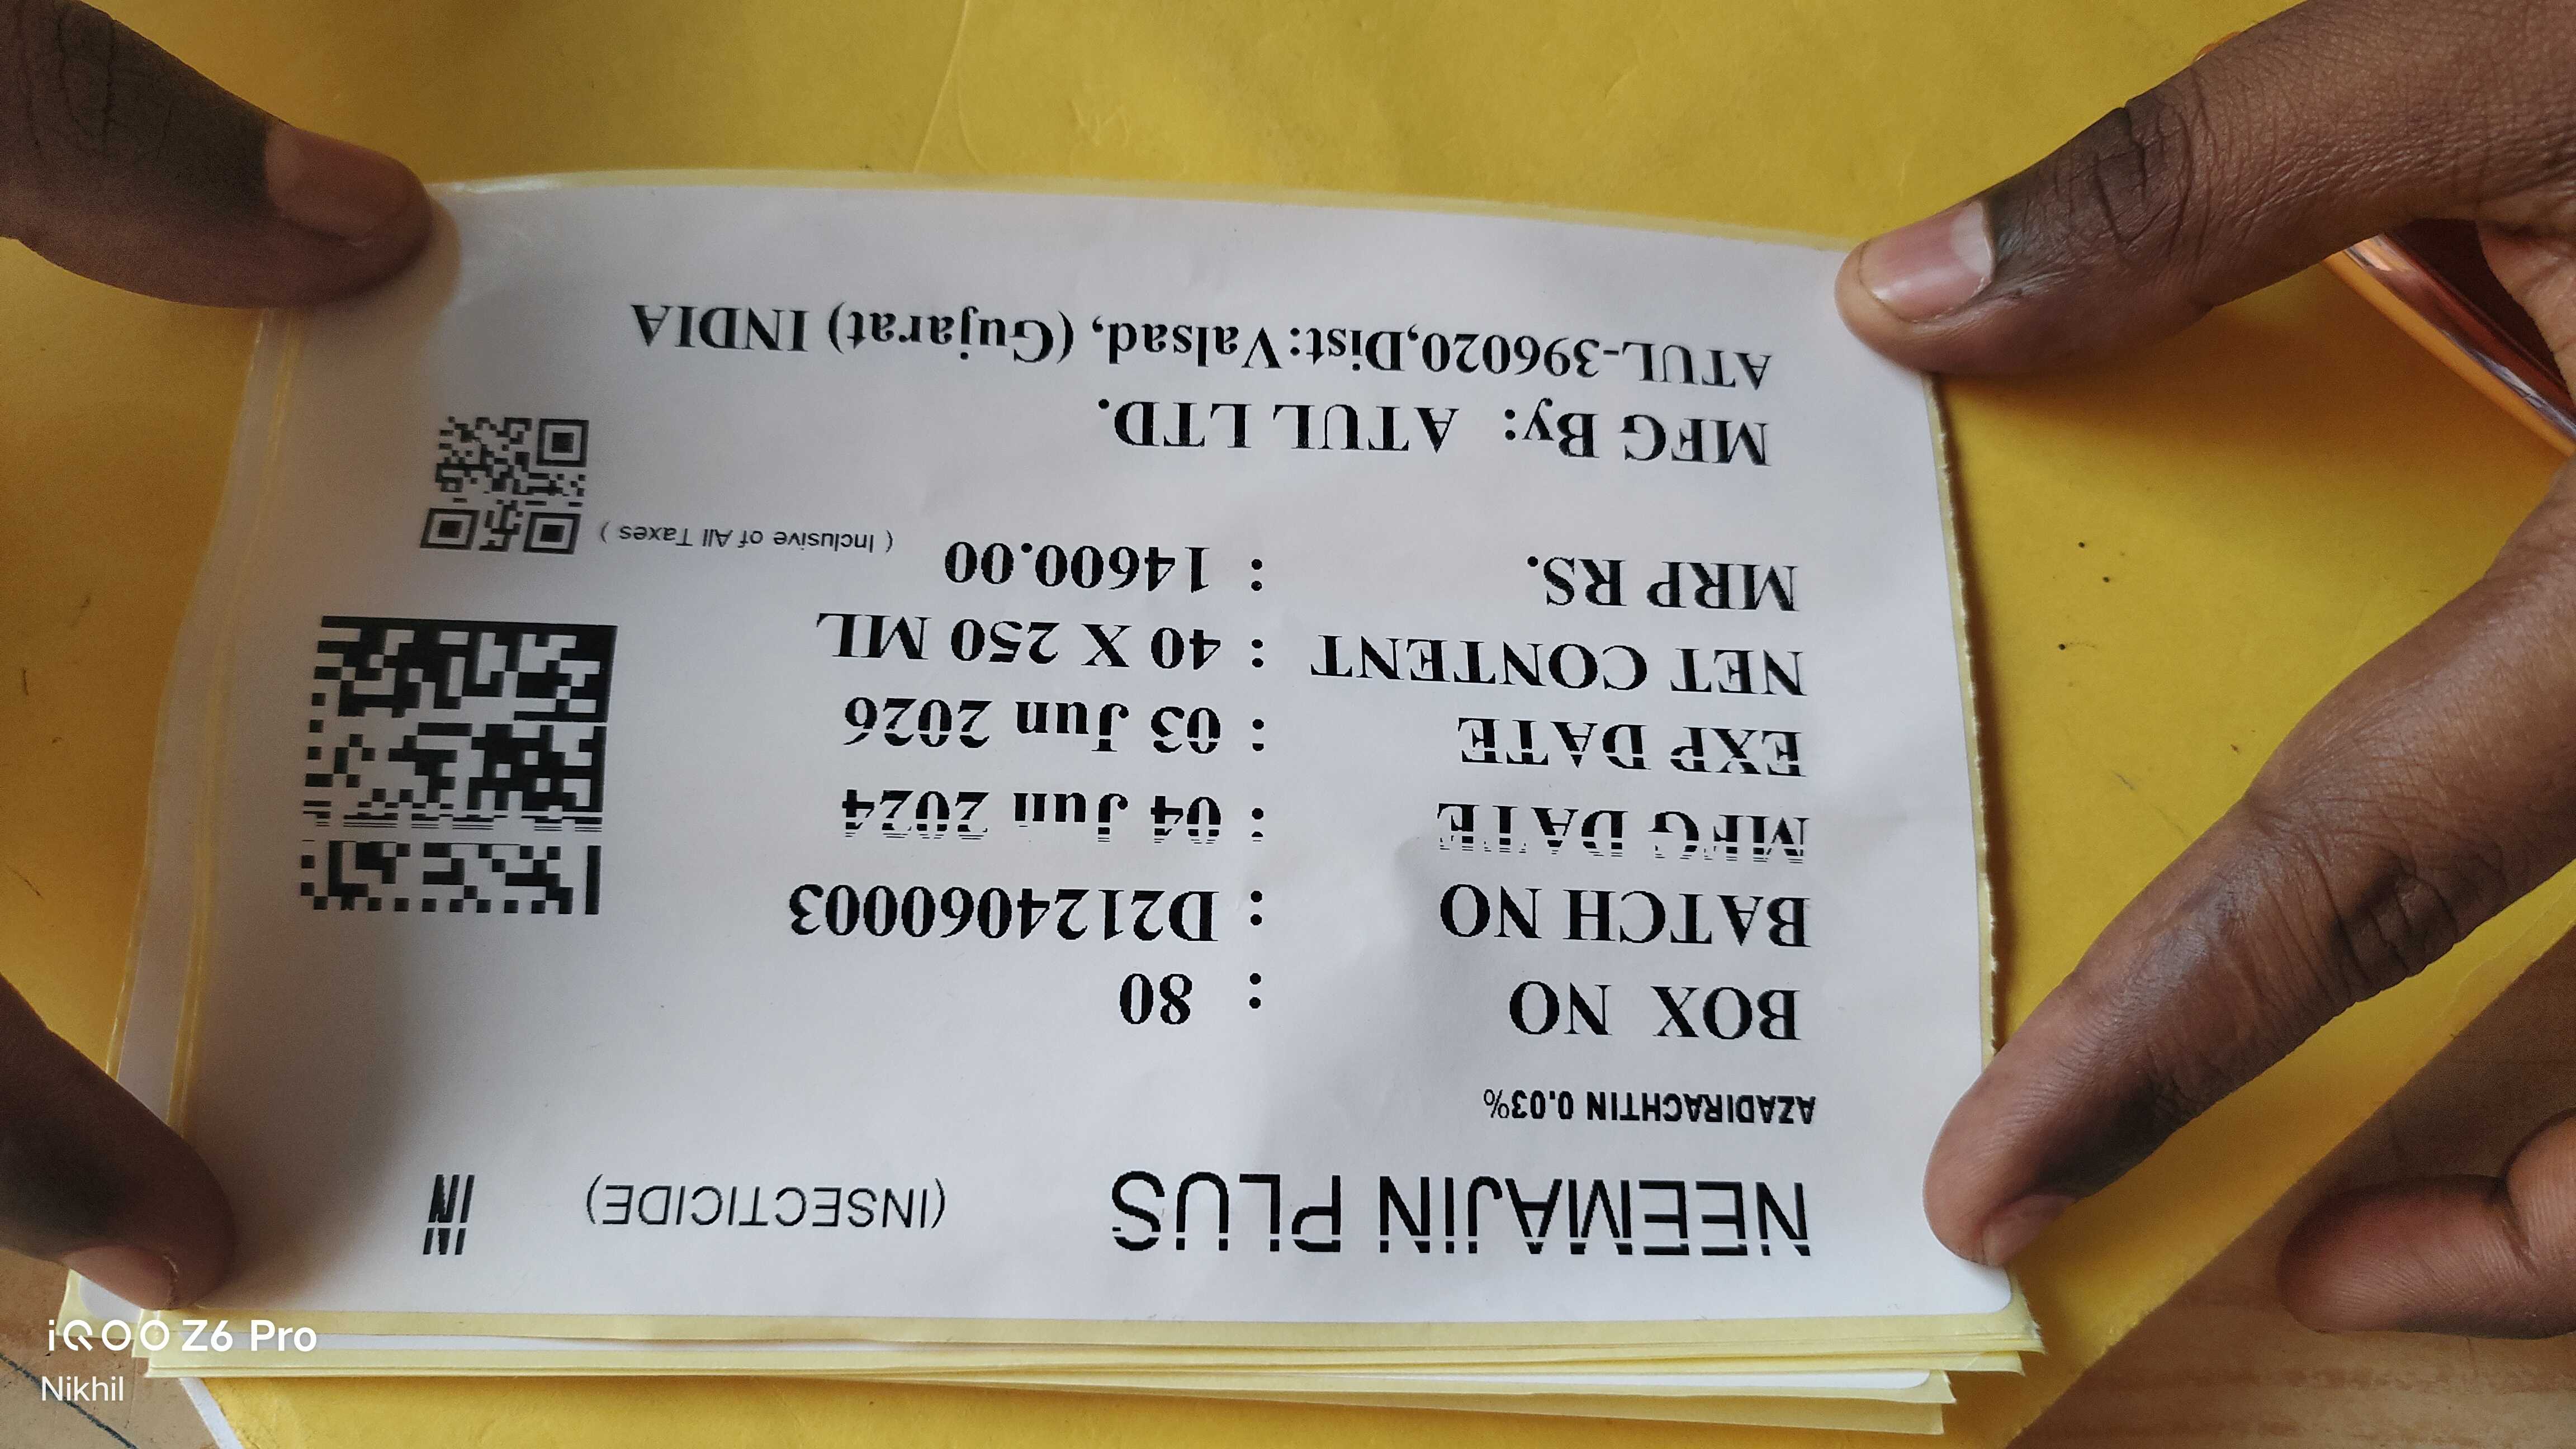 NEEMAJIN PLUS (INSECTICIDE) IN
AZADIRACHTIN 0.03%
BOX NO : 80
BATCH NO : D2124060003
MFG DATE : 04 Jun 2024
EXP DATE : 03 Jun 2026
NET CONTENT : 40 X 250 ML
MRP RS. : 14600.00 ( Inclusive of All Taxes )
MFG By: ATUL LTD.
ATUL-396020,Dist:Valsad, (Gujarat) INDIA
iQOO Z6 Pro
Nikhil